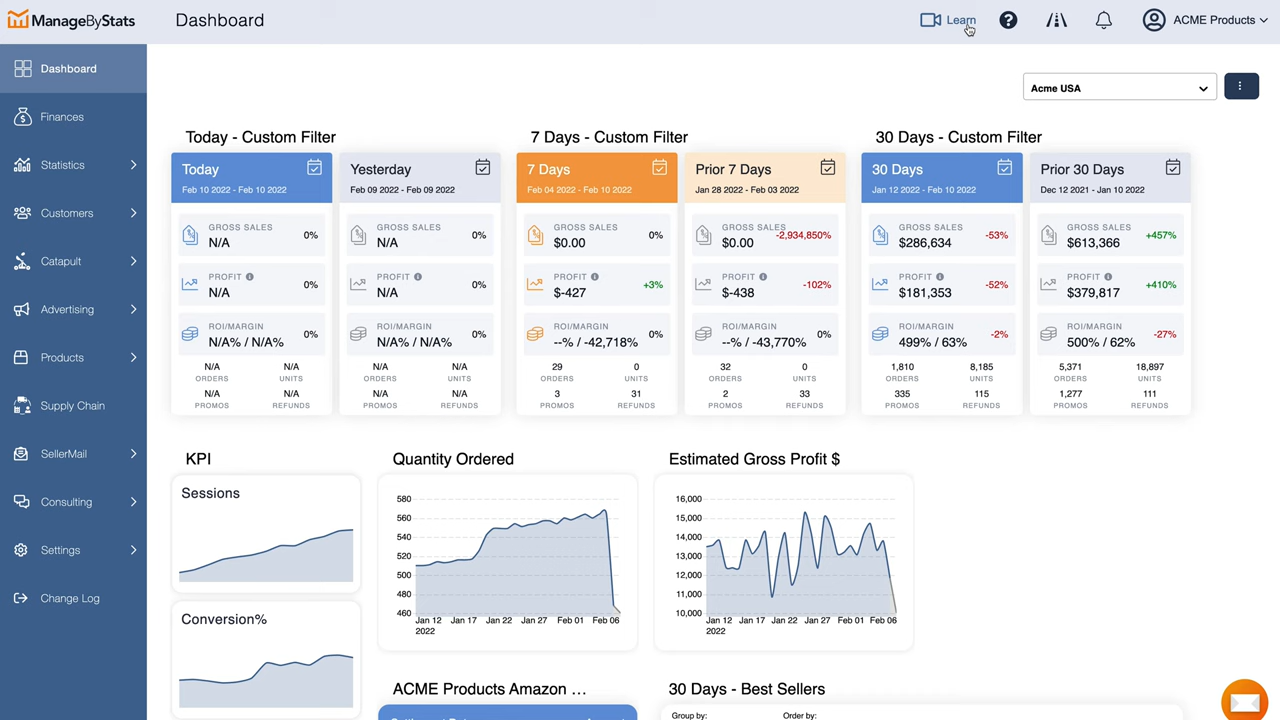 ManageByStats
Dashboard
Learn
ACME Products
Dashboard
Finances
Statistics
Customers
Catapult
Advertising
Products
Supply Chain
SellerMail
Consulting
Settings
Change Log
Acme USA
Today - Custom Filter
Today
Feb 10 2022 - Feb 10 2022
GROSS SALES
N/A
0%
PROFIT
N/A
0%
ROI/MARGIN
N/A% / N/A%
0%
N/A N/A
ORDERS UNITS
N/A N/A
PROMOS REFUNDS
Yesterday
Feb 09 2022 - Feb 09 2022
GROSS SALES
N/A
0%
PROFIT
N/A
0%
ROI/MARGIN
N/A% / N/A%
0%
N/A N/A
ORDERS UNITS
N/A N/A
PROMOS REFUNDS
7 Days - Custom Filter
7 Days
Feb 04 2022 - Feb 10 2022
GROSS SALES
$0.00
0%
PROFIT
$-427
+3%
ROI/MARGIN
--% / -42,718%
0%
29 0
ORDERS UNITS
3 31
PROMOS REFUNDS
Prior 7 Days
Jan 28 2022 - Feb 03 2022
GROSS SALES
$0.00
-2,934,850%
PROFIT
$-438
-102%
ROI/MARGIN
--% / -43,770%
0%
32 0
ORDERS UNITS
2 33
PROMOS REFUNDS
30 Days - Custom Filter
30 Days
Jan 12 2022 - Feb 10 2022
GROSS SALES
$286,634
-53%
PROFIT
$181,353
-52%
ROI/MARGIN
499% / 63%
-2%
1,810 8,185
ORDERS UNITS
335 115
PROMOS REFUNDS
Prior 30 Days
Dec 12 2021 - Jan 10 2022
GROSS SALES
$613,366
+457%
PROFIT
$379,817
+410%
ROI/MARGIN
500% / 62%
-27%
5,371 18,897
ORDERS UNITS
1,277 111
PROMOS REFUNDS
KPI
Sessions
Conversion%
Quantity Ordered
580
560
540
520
500
480
460
Jan 12 Jan 17 Jan 22 Jan 27 Feb 01 Feb 06
2022
Estimated Gross Profit $
16,000
15,000
14,000
13,000
12,000
11,000
10,000
Jan 12 Jan 17 Jan 22 Jan 27 Feb 01 Feb 06
2022
ACME Products Amazon …
30 Days - Best Sellers
Group by: Order by: